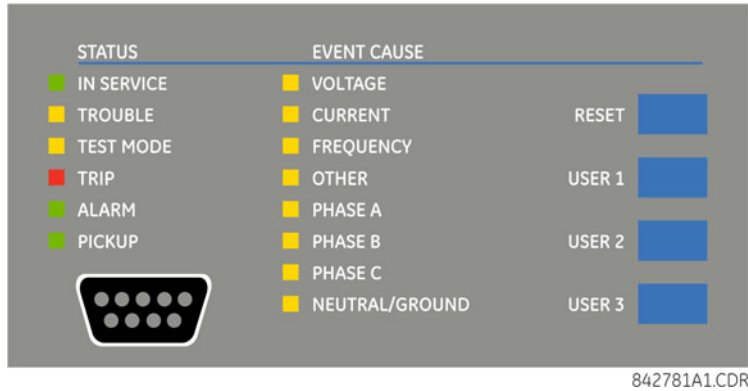 STATUS
EVENT CAUSE
IN SERVICE
VOLTAGE
TROUBLE
CURRENT
RESET
TEST MODE
FREQUENCY
TRIP
OTHER
USER 1
ALARM
PHASE A
PICKUP
PHASE B
USER 2
PHASE C
NEUTRAL/GROUND
USER 3
842781A1.CDR